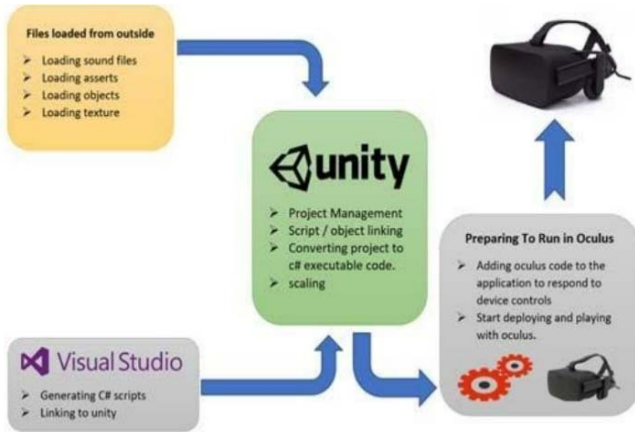 Files loaded from outside
➢ Loading sound files
➢ Loading asserts
➢ Loading objects
➢ Loading texture
unity
➢ Project Management
➢ Script / object linking
➢ Converting project to
c# executable code.
➢ scaling
Visual Studio
➢ Generating C# scripts
➢ Linking to unity
Preparing To Run in Oculus
➢ Adding oculus code to the
application to respond to
device controls
➢ Start deploying and playing
with oculus.